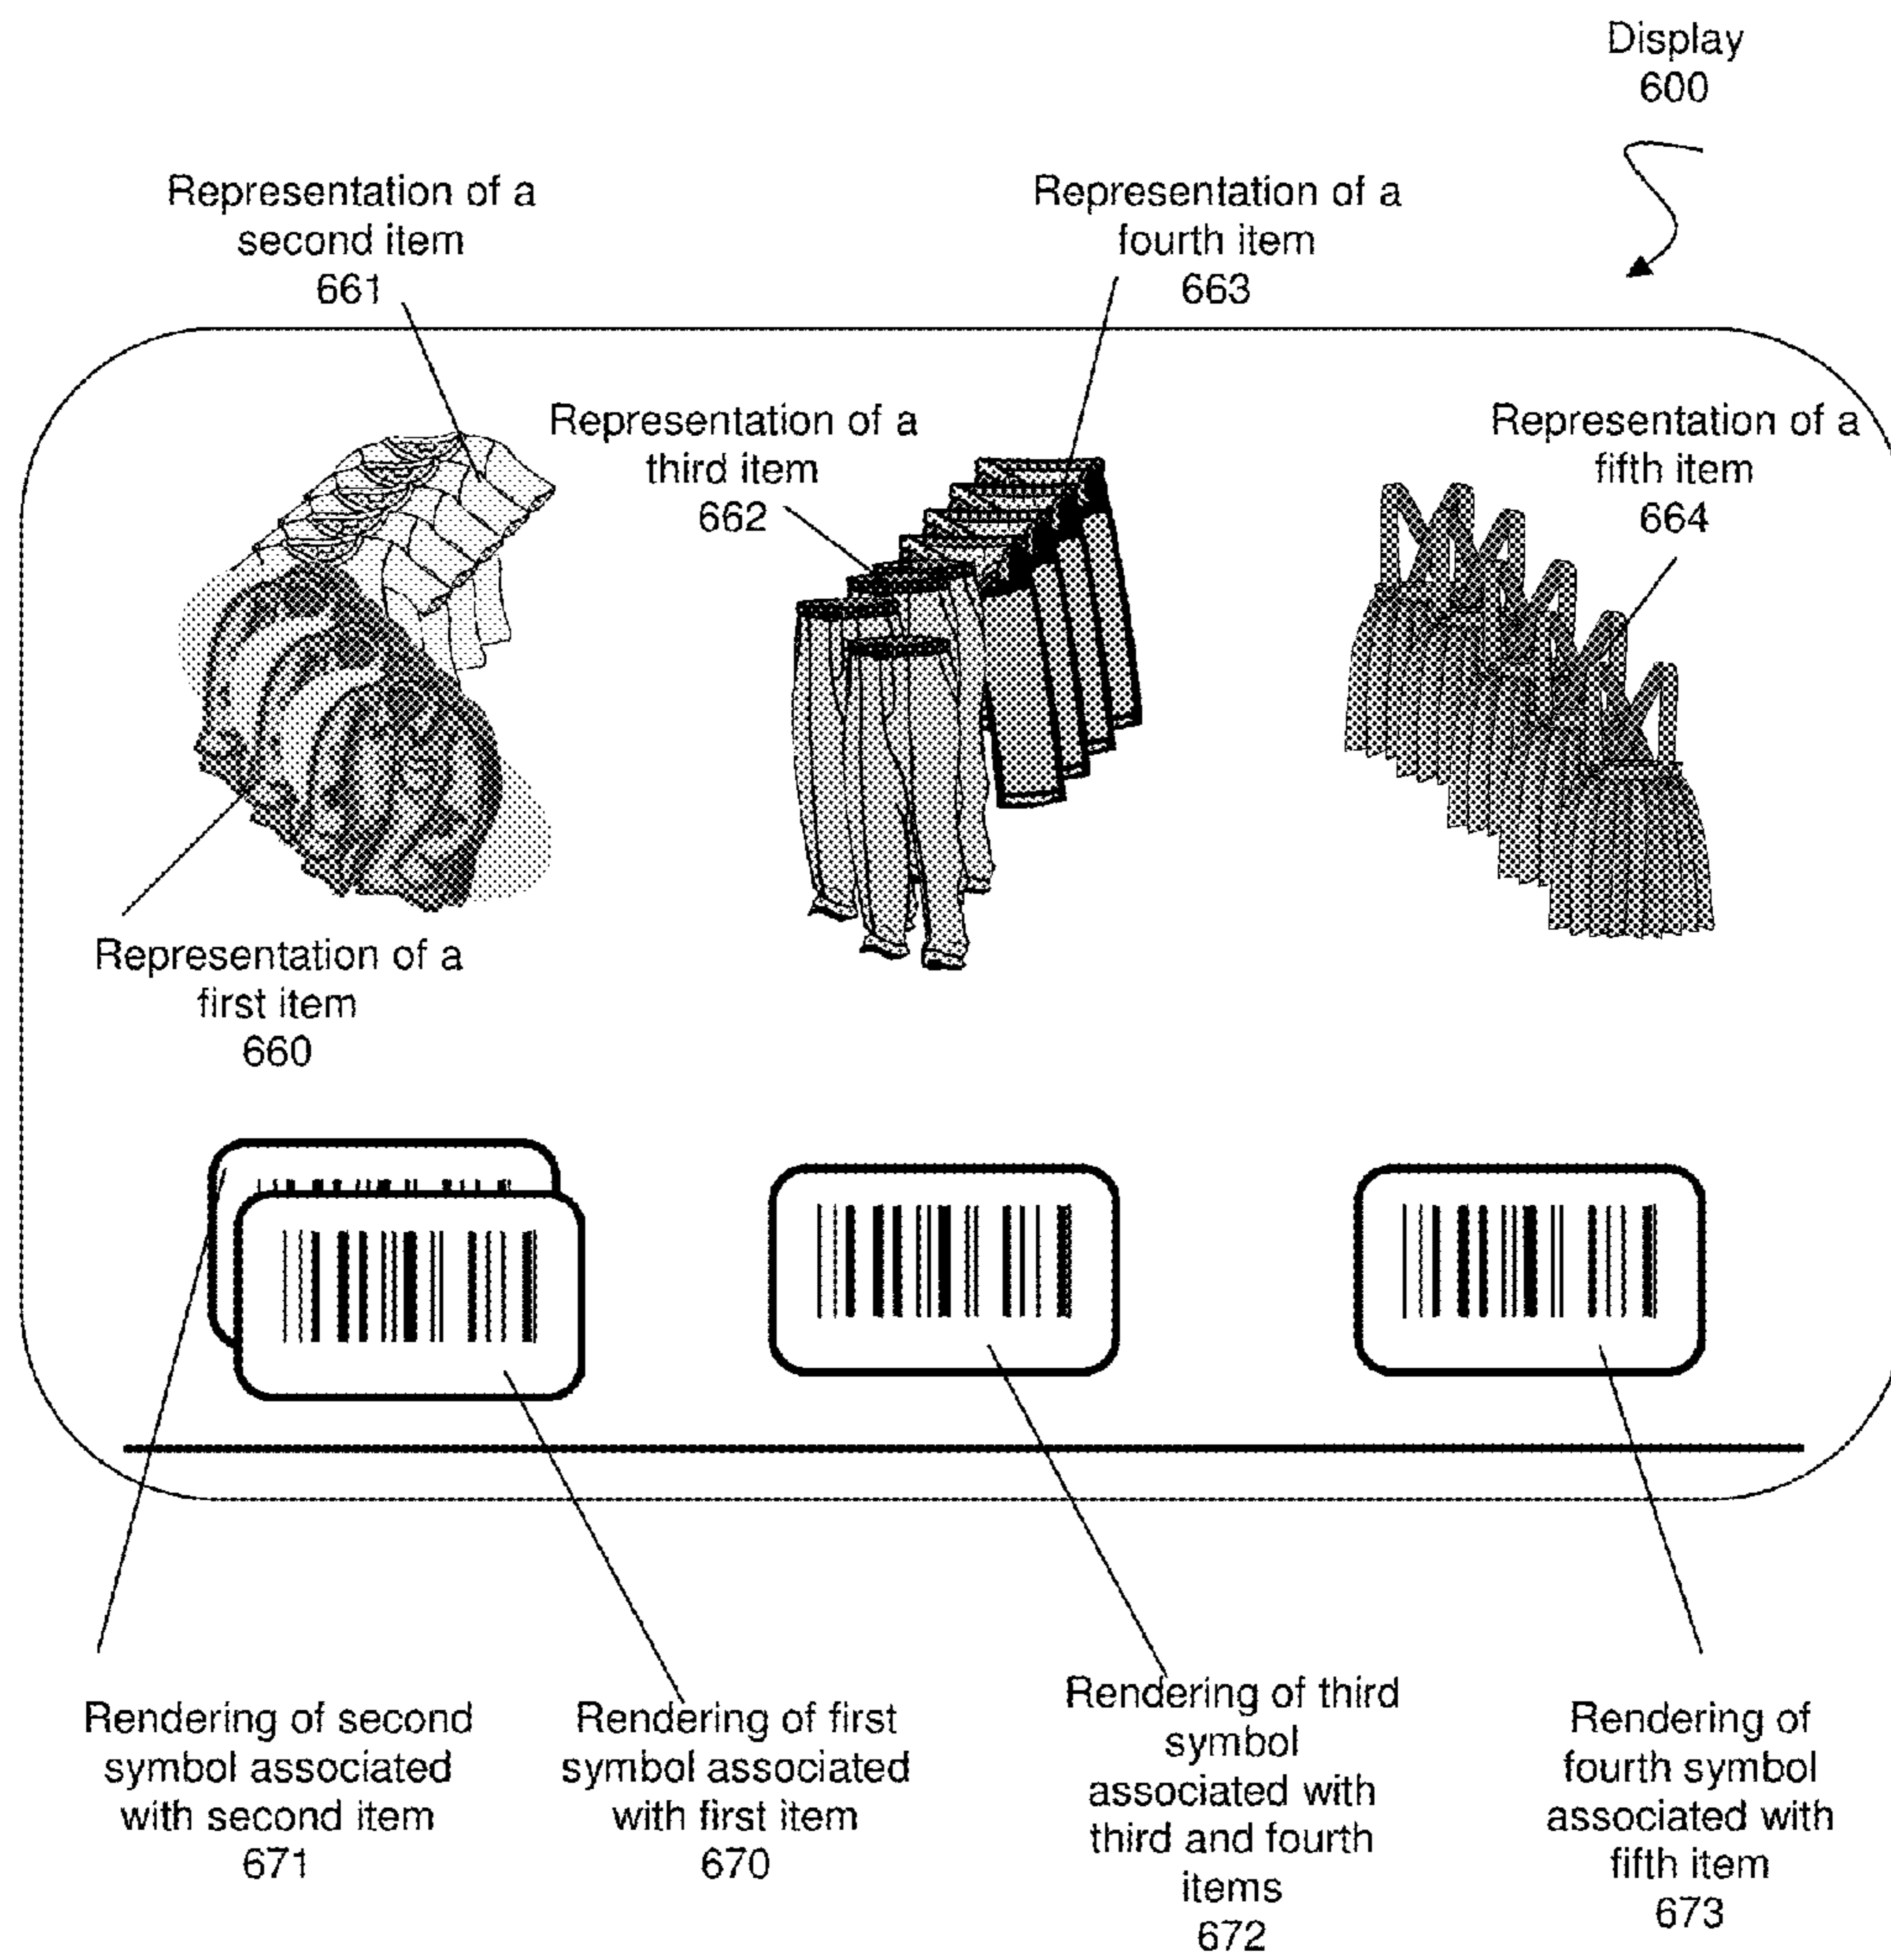 Display
600
Representation of a
second item
661
Representation of a
fourth item
663
Representation of a
third item
662
Representation of a
fifth item
664
Representation of a
first item
660
Rendering of second
symbol associated
with second item
671
Rendering of first
symbol associated
with first item
670
Rendering of third
symbol
associated with
third and fourth
items
672
Rendering of
fourth symbol
associated with
fifth item
673